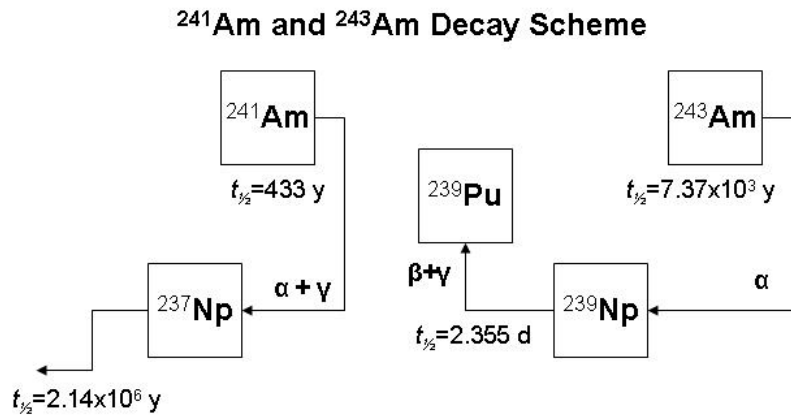 ²⁴¹Am and ²⁴³Am Decay Scheme
²⁴¹Am
²⁴³Am
t½=433 y
²³⁹Pu
t½=7.37x10³ y
²³⁷Np
α + γ
β+γ
²³⁹Np
α
t½=2.355 d
t½=2.14x10⁶ y